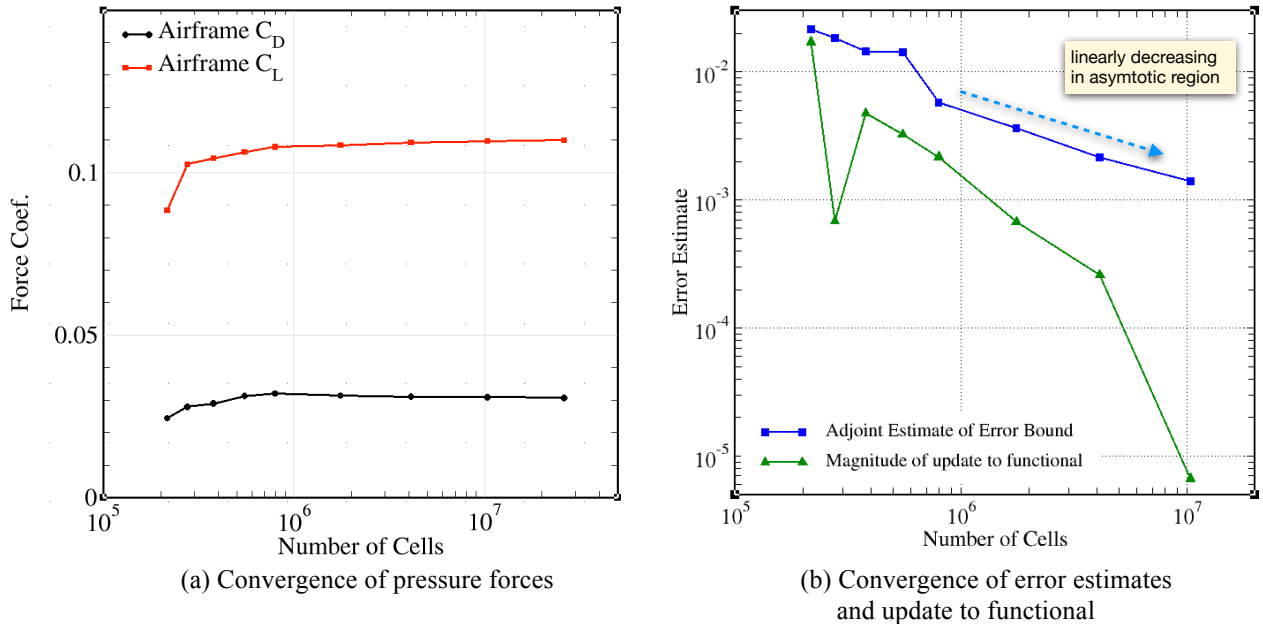 Airframe C_D
Airframe C_L
0.1
0.05
0
Force Coef.
10^5
10^6
10^7
Number of Cells
(a) Convergence of pressure forces
linearly decreasing
in asymtotic region
10^-2
10^-3
10^-4
10^-5
Error Estimate
Adjoint Estimate of Error Bound
Magnitude of update to functional
10^5
10^6
10^7
Number of Cells
(b) Convergence of error estimates
and update to functional